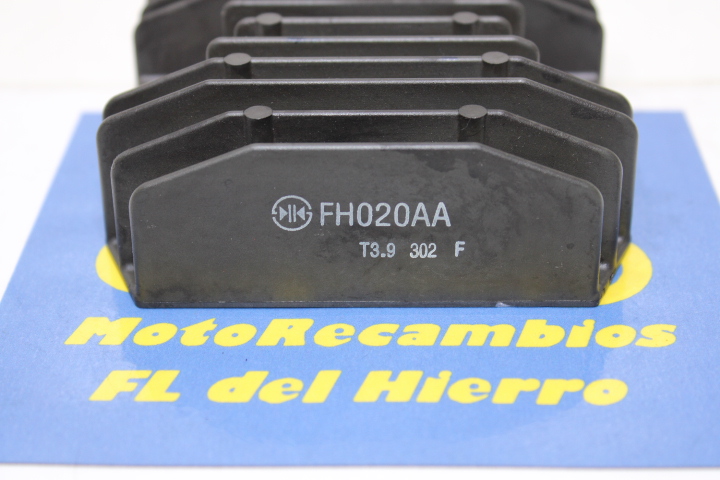 FH020AA
T3.9 302 F
MotoRecambios
FL del Hierro